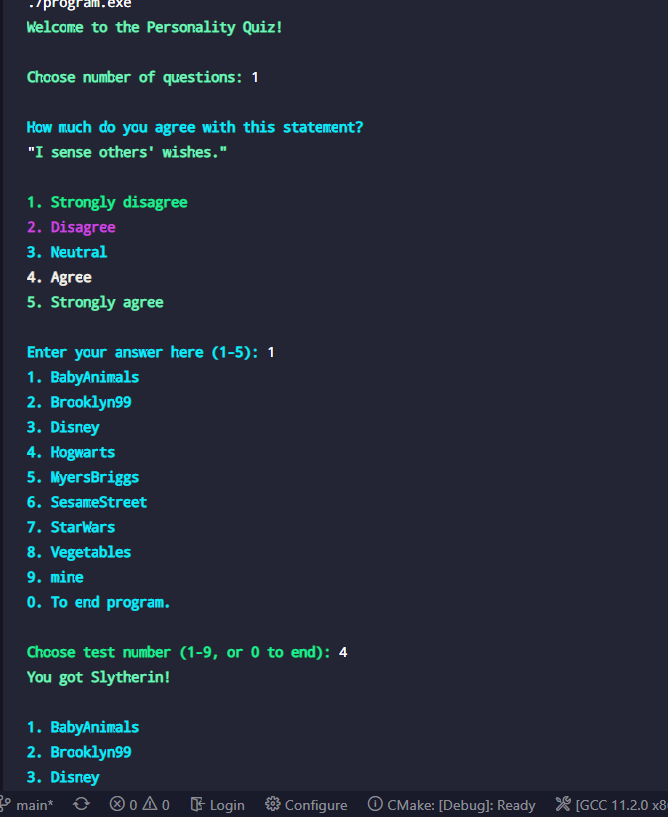 ./program.exe
Welcome to the Personality Quiz!
Choose number of questions: 1
How much do you agree with this statement?
"I sense others' wishes."
1. Strongly disagree
2. Disagree
3. Neutral
4. Agree
5. Strongly agree
Enter your answer here (1-5): 1
1. BabyAnimals
2. Brooklyn99
3. Disney
4. Hogwarts
5. MyersBriggs
6. SesameStreet
7. StarWars
8. Vegetables
9. mine
0. To end program.
Choose test number (1-9, or 0 to end): 4
You got Slytherin!
1. BabyAnimals
2. Brooklyn99
3. Disney
main* 0 0 Login Configure CMake: [Debug]: Ready [GCC 11.2.0 x8